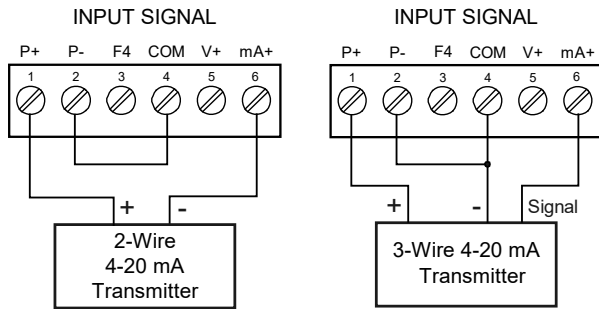 INPUT SIGNAL
P+ P- F4 COM V+ mA+
1 2 3 4 5 6
+ -
2-Wire
4-20 mA
Transmitter
INPUT SIGNAL
P+ P- F4 COM V+ mA+
1 2 3 4 5 6
+ - Signal
3-Wire 4-20 mA
Transmitter